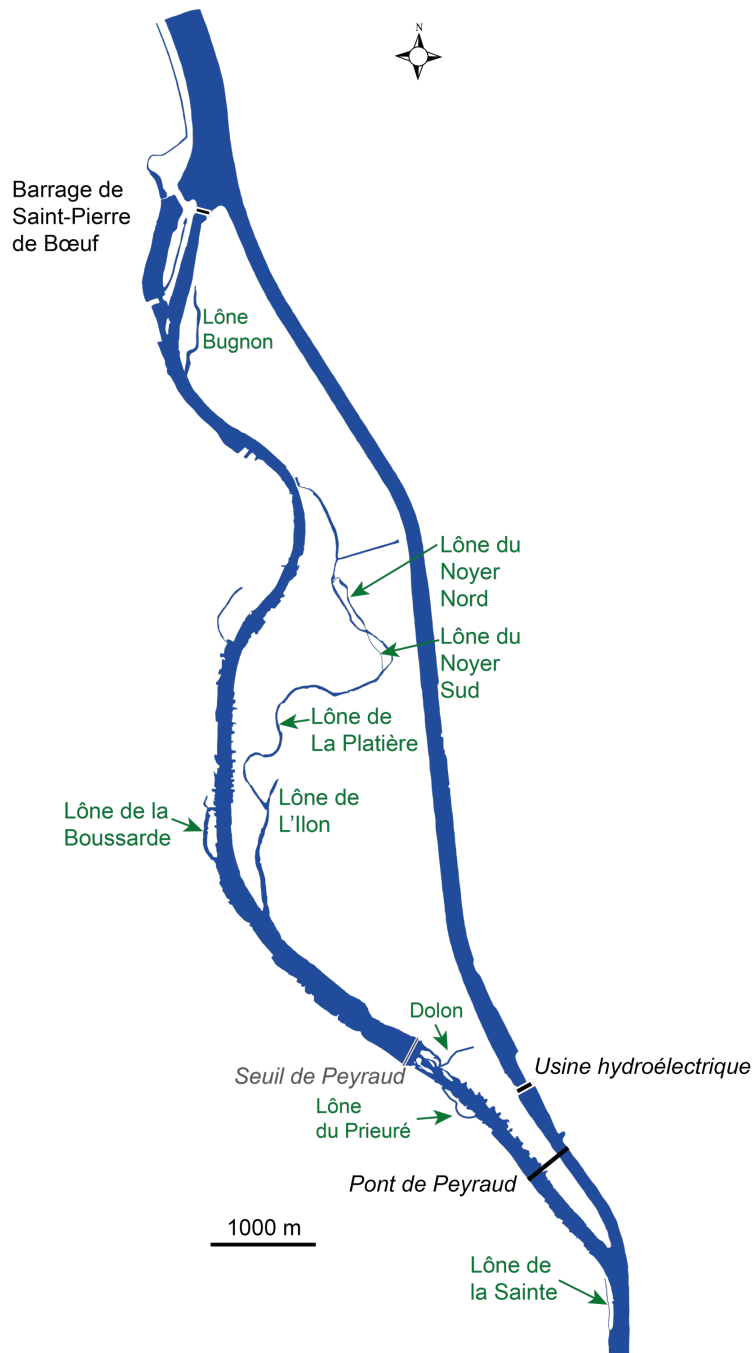 N
Barrage de
Saint-Pierre
de Bœuf
Lône
Bugnon
Lône du
Noyer
Nord
Lône du
Noyer
Sud
Lône de
La Platière
Lône de
L'Ilon
Lône de la
Boussarde
Dolon
Usine hydroélectrique
Seuil de Peyraud
Lône
du Prieuré
Pont de Peyraud
1000 m
Lône de
la Sainte